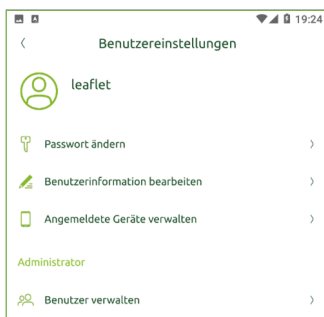 19:24
Benutzereinstellungen
leaflet
Passwort ändern
Benutzerinformation bearbeiten
Angemeldete Geräte verwalten
Administrator
Benutzer verwalten